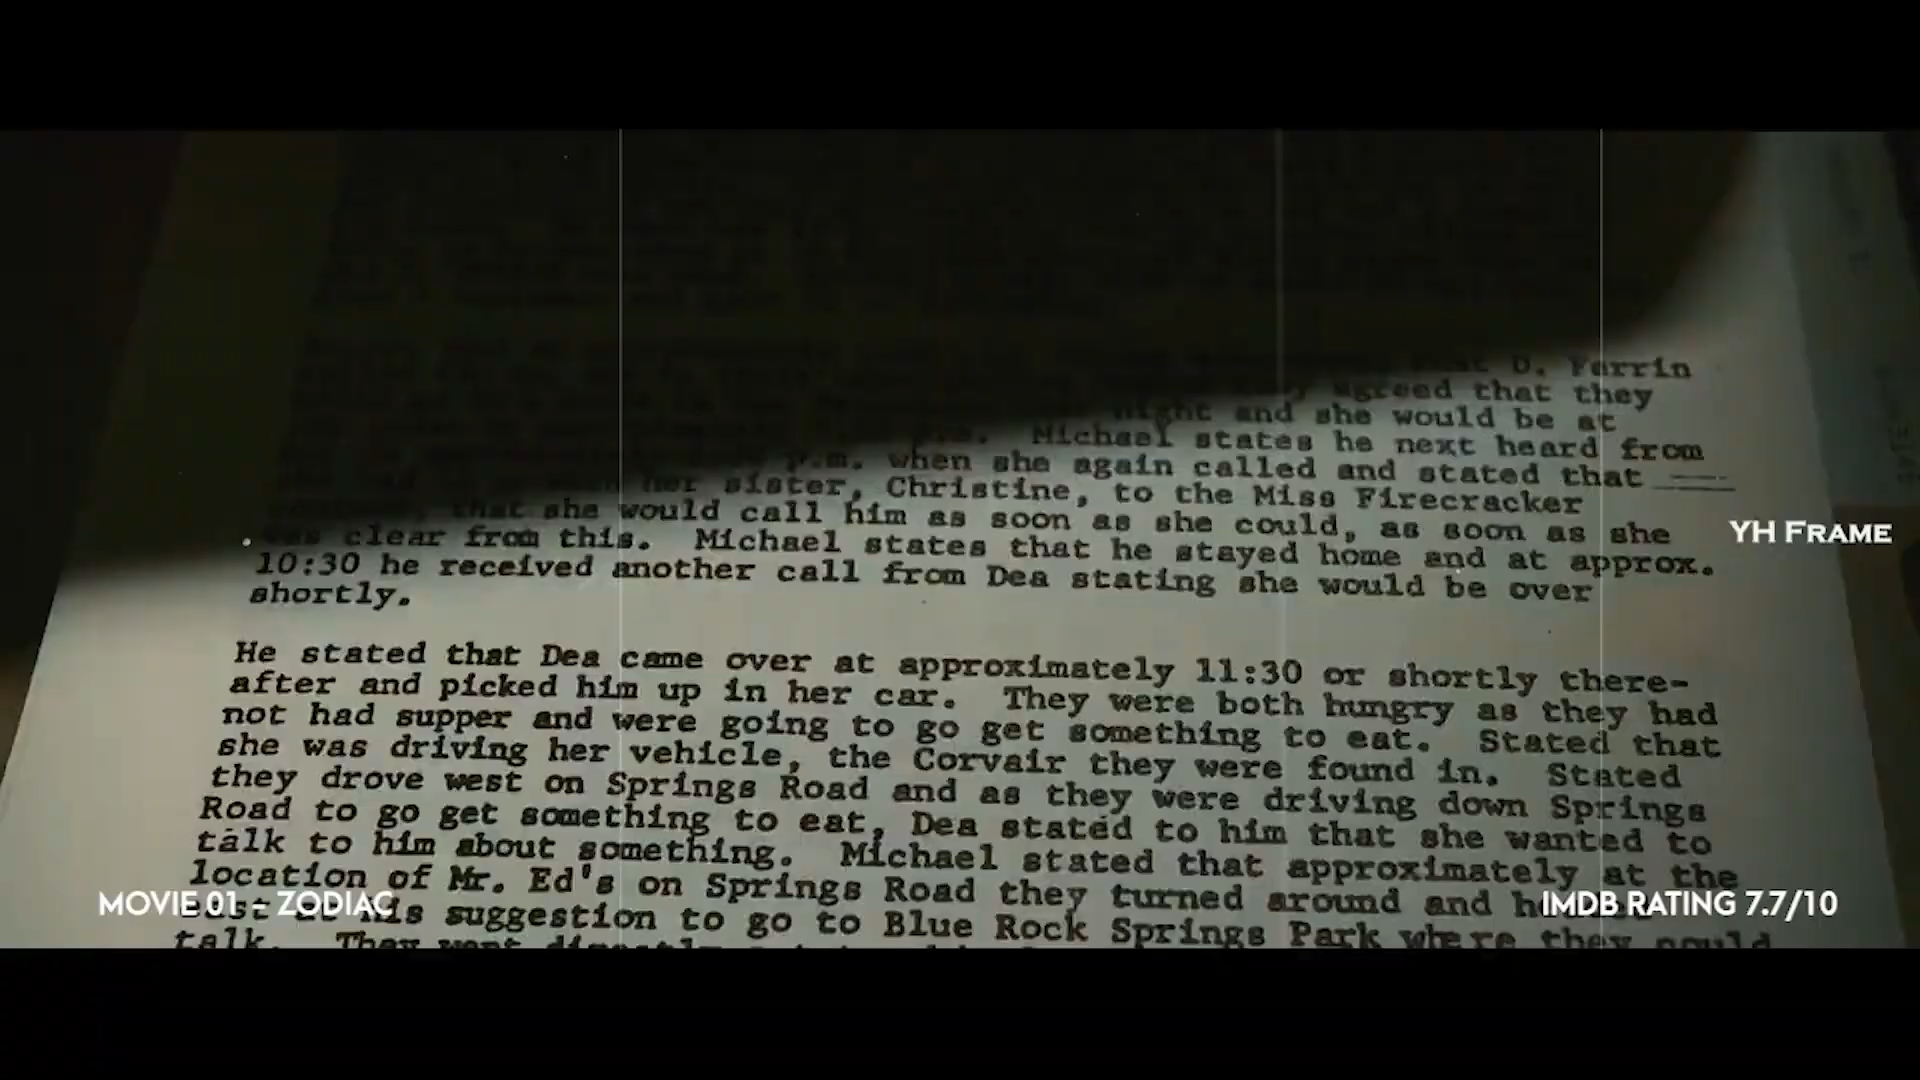 D. Ferrin
agreed that they
night and she would be at
p.m. Michael states he next heard from
p.m. when she again called and stated that
her sister, Christine, to the Miss Firecracker
that she would call him as soon as she could, as soon as she
was clear from this. Michael states that he stayed home and at approx.
10:30 he received another call from Dea stating she would be over
shortly.
He stated that Dea came over at approximately 11:30 or shortly there-
after and picked him up in her car. They were both hungry as they had
not had supper and were going to go get something to eat. Stated that
she was driving her vehicle, the Corvair they were found in. Stated
they drove west on Springs Road and as they were driving down Springs
Road to go get something to eat, Dea stated to him that she wanted to
talk to him about something. Michael stated that approximately at the
location of Mr. Ed's on Springs Road they turned around and
suggestion to go to Blue Rock Springs Park where they could
talk. They went directly
YH FRAME
MOVIE 01 - ZODIAC
IMDB RATING 7.7/10